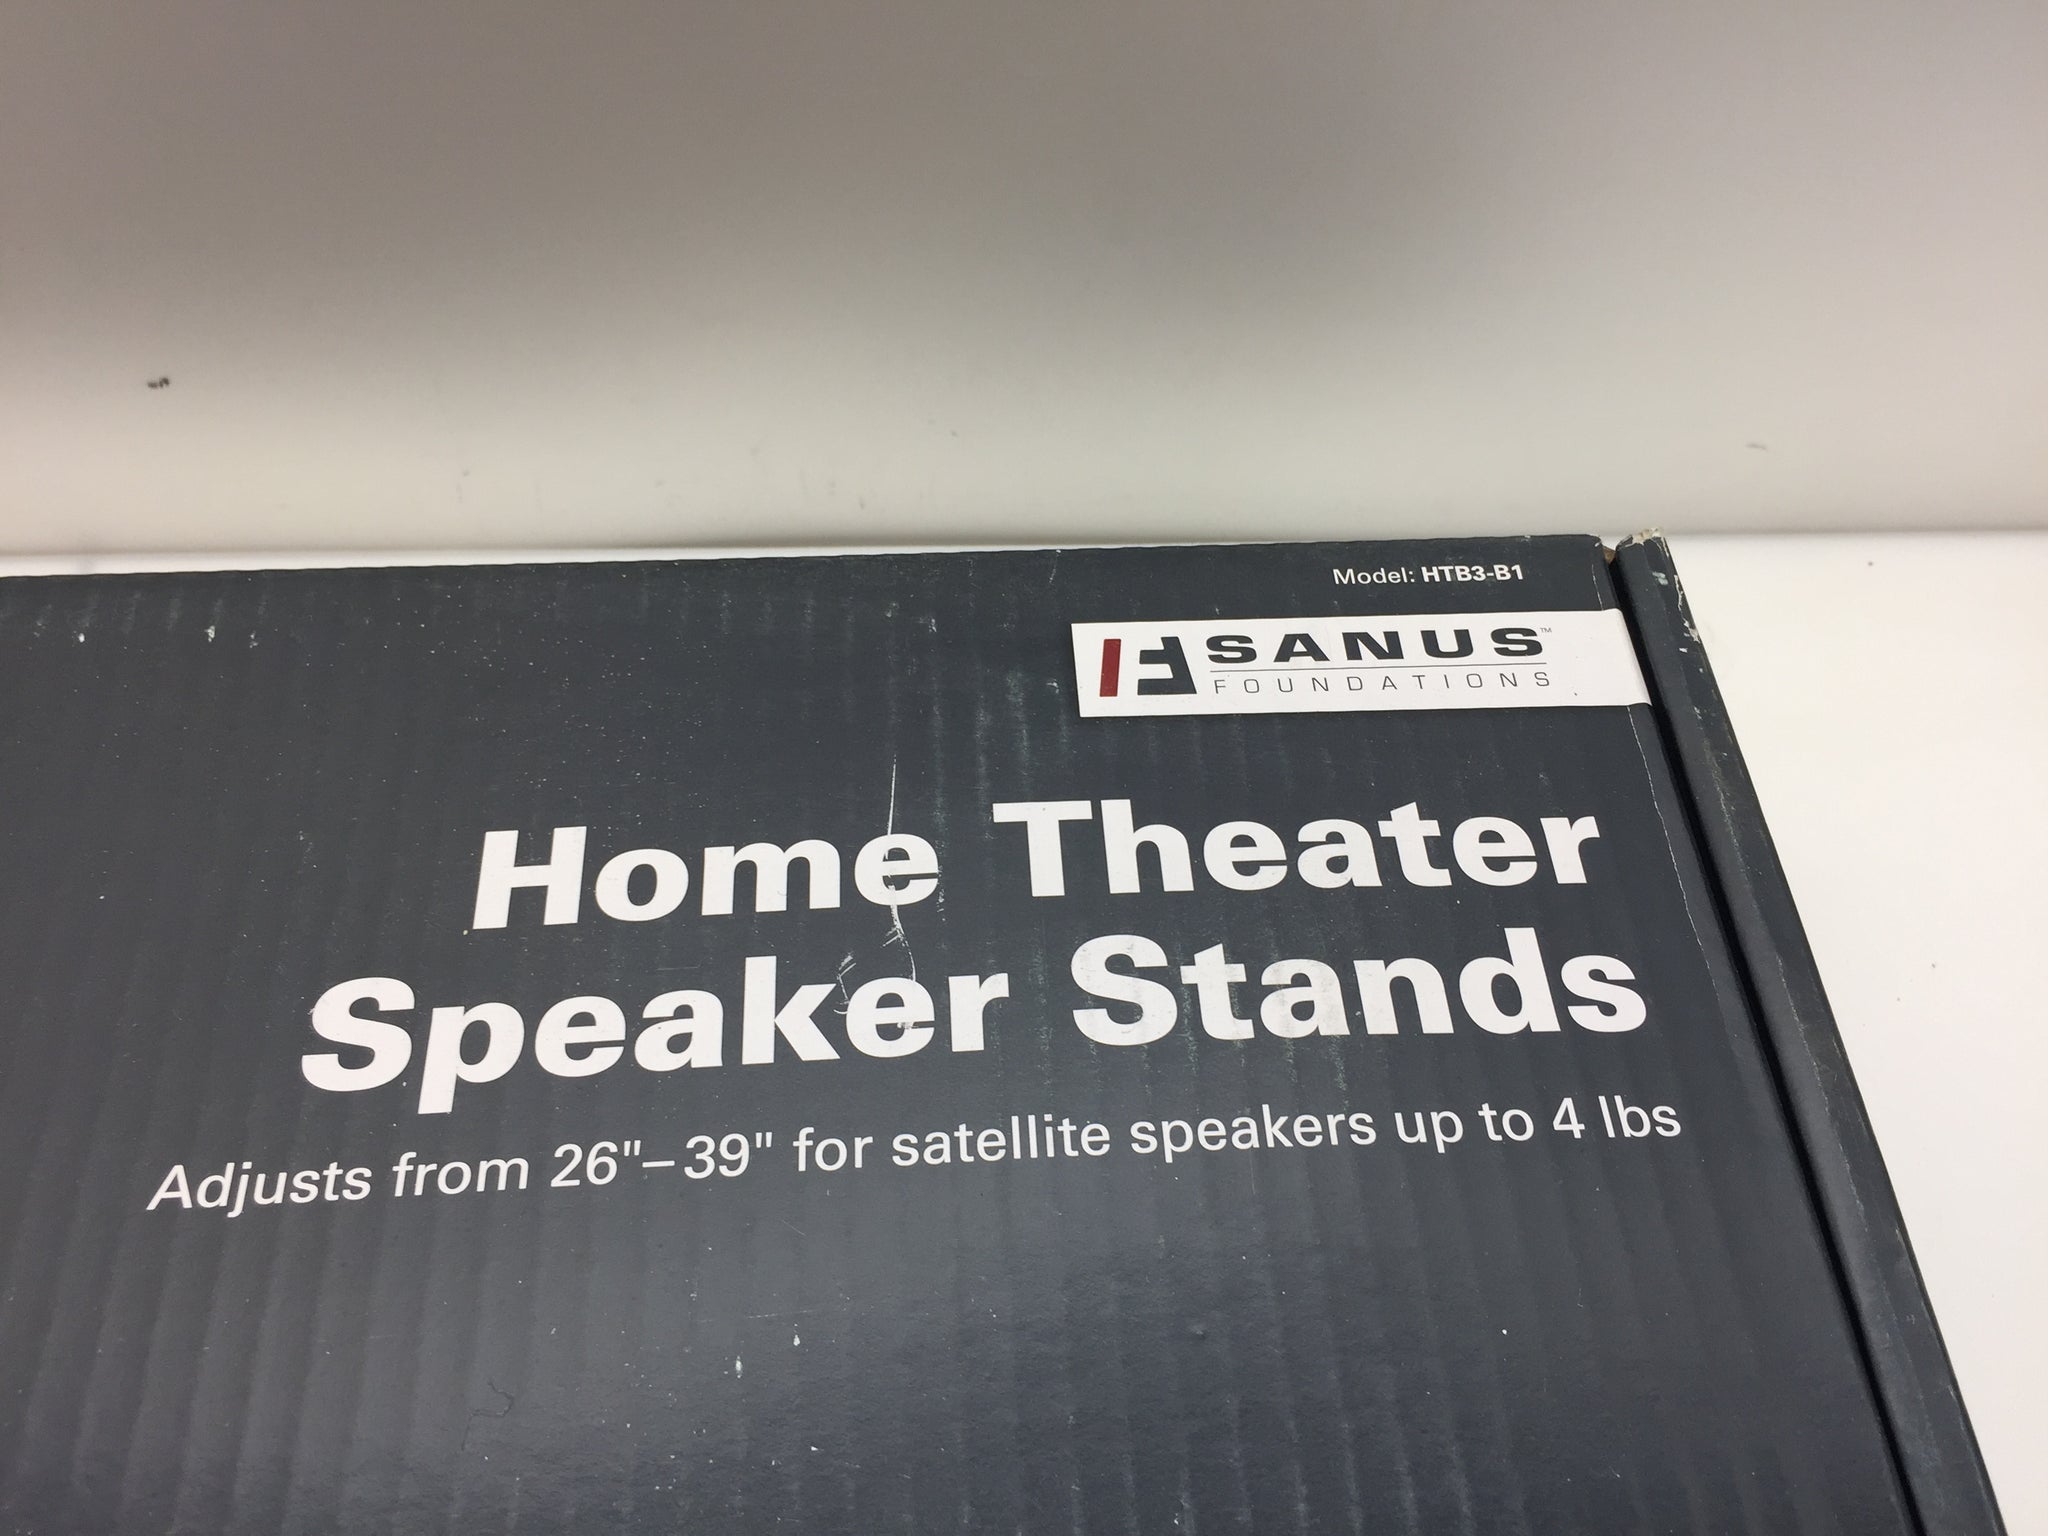 Model: HTB3-B1
SANUS™
FOUNDATIONS
Home Theater
Speaker Stands
Adjusts from 26"–39" for satellite speakers up to 4 lbs